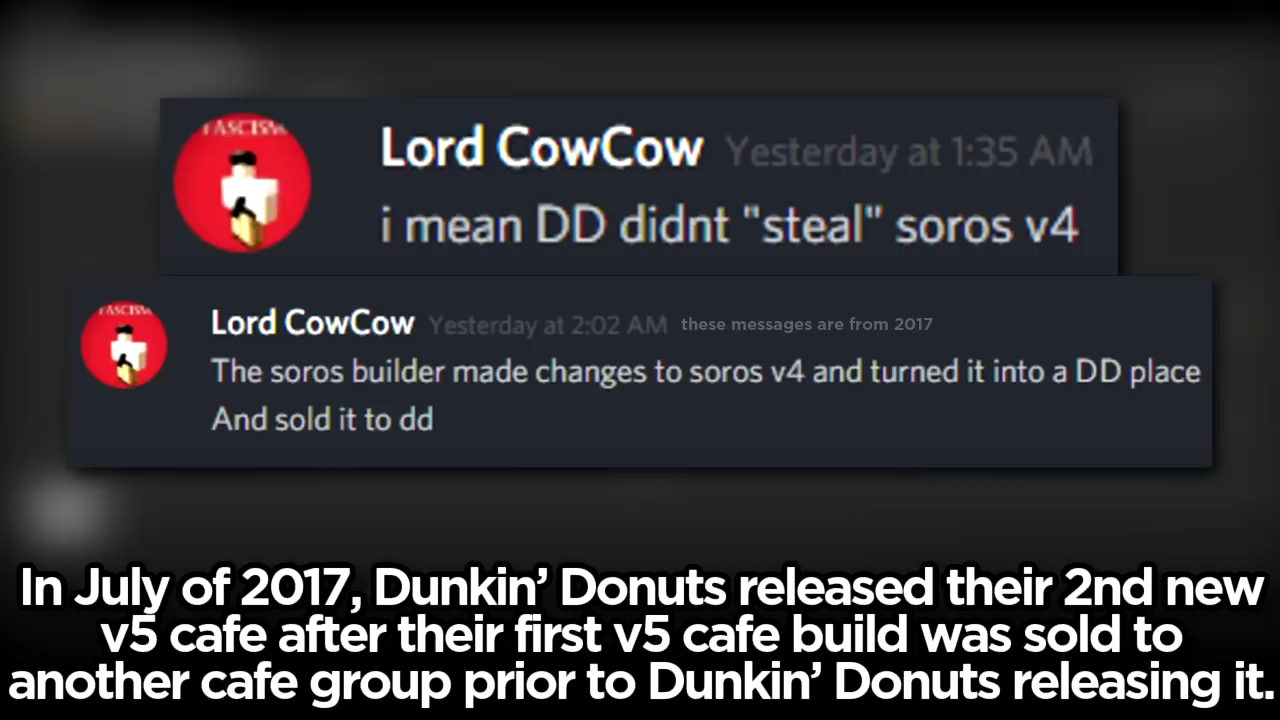 FASCISM
Lord CowCow Yesterday at 1:35 AM
i mean DD didnt "steal" soros v4
Lord CowCow Yesterday at 2:02 AM these messages are from 2017
The soros builder made changes to soros v4 and turned it into a DD place
And sold it to dd
In July of 2017, Dunkin’ Donuts released their 2nd new
v5 cafe after their first v5 cafe build was sold to
another cafe group prior to Dunkin’ Donuts releasing it.